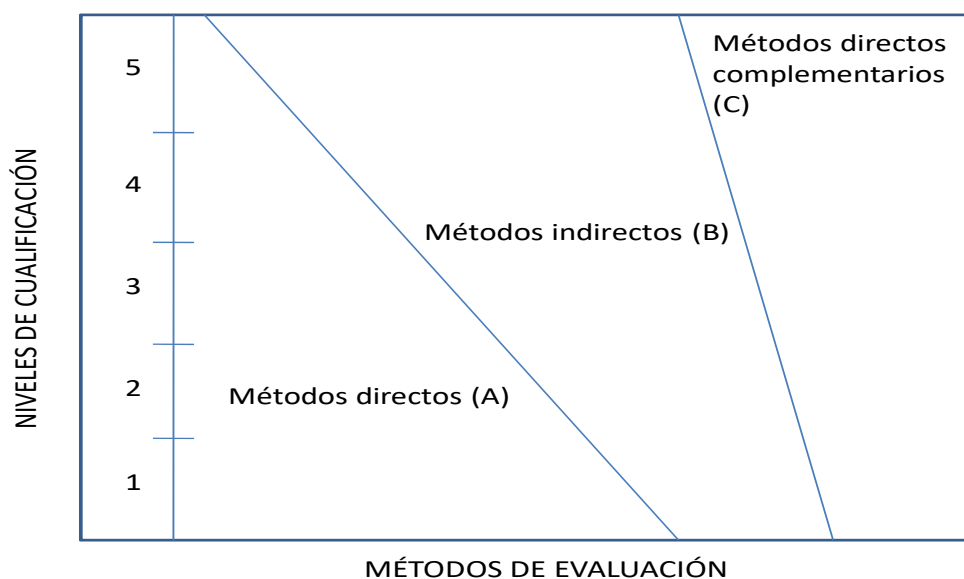 NIVELES DE CUALIFICACIÓN
5
4
3
2
1
Métodos directos
complementarios
(C)
Métodos indirectos (B)
Métodos directos (A)
MÉTODOS DE EVALUACIÓN